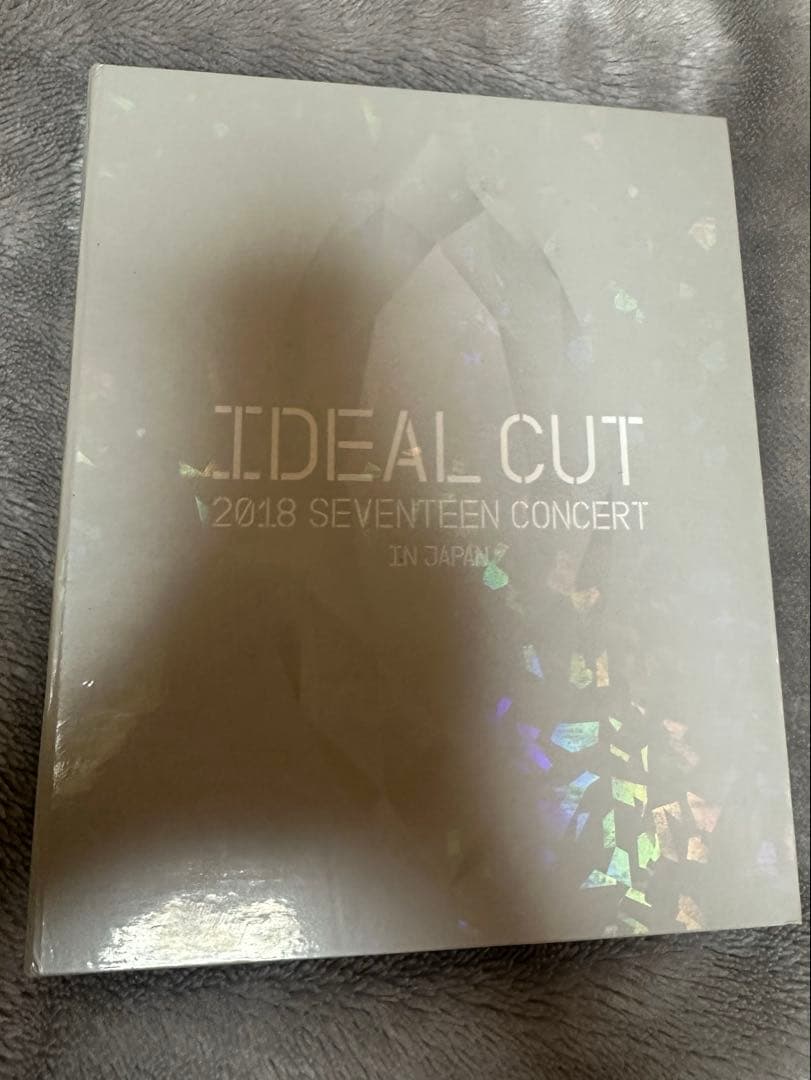 IDEAL CUT
2018 SEVENTEEN CONCERT
IN JAPAN